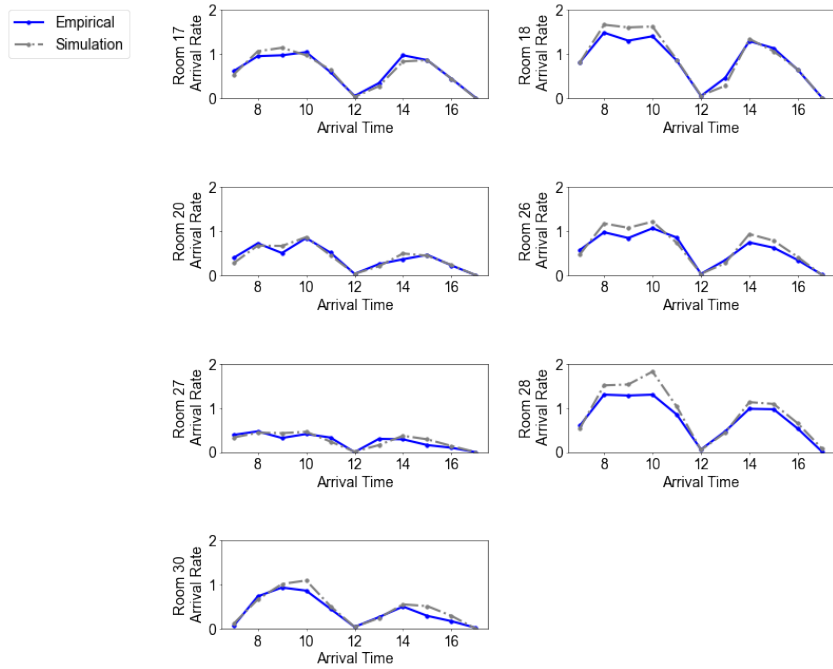 Empirical
Simulation
Room 17
Arrival Rate
2
1
0
8 10 12 14 16
Arrival Time
Room 18
Arrival Rate
2
1
0
8 10 12 14 16
Arrival Time
Room 20
Arrival Rate
2
1
0
8 10 12 14 16
Arrival Time
Room 26
Arrival Rate
2
1
0
8 10 12 14 16
Arrival Time
Room 27
Arrival Rate
2
1
0
8 10 12 14 16
Arrival Time
Room 28
Arrival Rate
2
1
0
8 10 12 14 16
Arrival Time
Room 30
Arrival Rate
2
1
0
8 10 12 14 16
Arrival Time